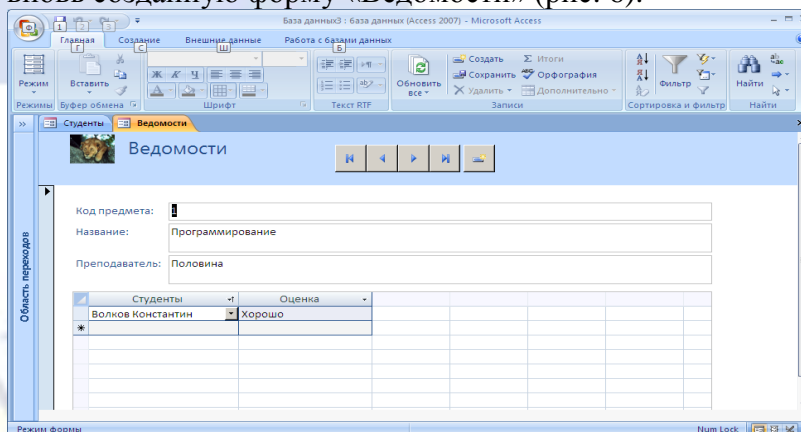 вновь созданную форму «Ведомости» (рис. 6).
1 2 3
База данных3 : база данных (Access 2007) - Microsoft Access
Главная Создание Внешние данные Работа с базами данных
Г С Ш Б
Режим
Вставить
Ж К Ч
Обновить все
Создать Σ Итоги
Сохранить Орфография
Удалить Дополнительно
Фильтр
Найти
Режимы Буфер обмена Шрифт Текст RTF Записи Сортировка и фильтр Найти
Студенты Ведомости
Ведомости
Область переходов
Код предмета: 1
Название: Программирование
Преподаватель: Половина
Студенты Оценка
Волков Константин Хорошо
Режим формы Num Lock